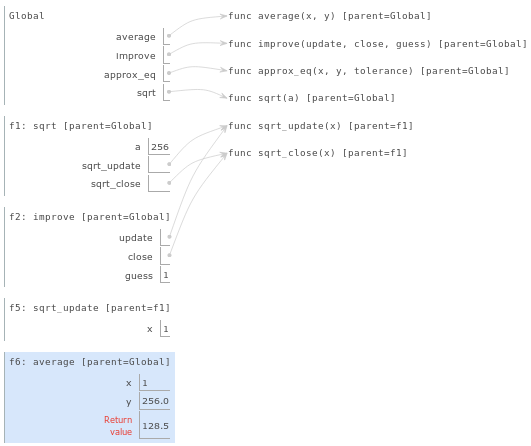 Global
average
improve
approx_eq
sqrt
func average(x, y) [parent=Global]
func improve(update, close, guess) [parent=Global]
func approx_eq(x, y, tolerance) [parent=Global]
func sqrt(a) [parent=Global]
func sqrt_update(x) [parent=f1]
func sqrt_close(x) [parent=f1]
f1: sqrt [parent=Global]
a 256
sqrt_update
sqrt_close
f2: improve [parent=Global]
update
close
guess 1
f5: sqrt_update [parent=f1]
x 1
f6: average [parent=Global]
x 1
y 256.0
Return
value 128.5